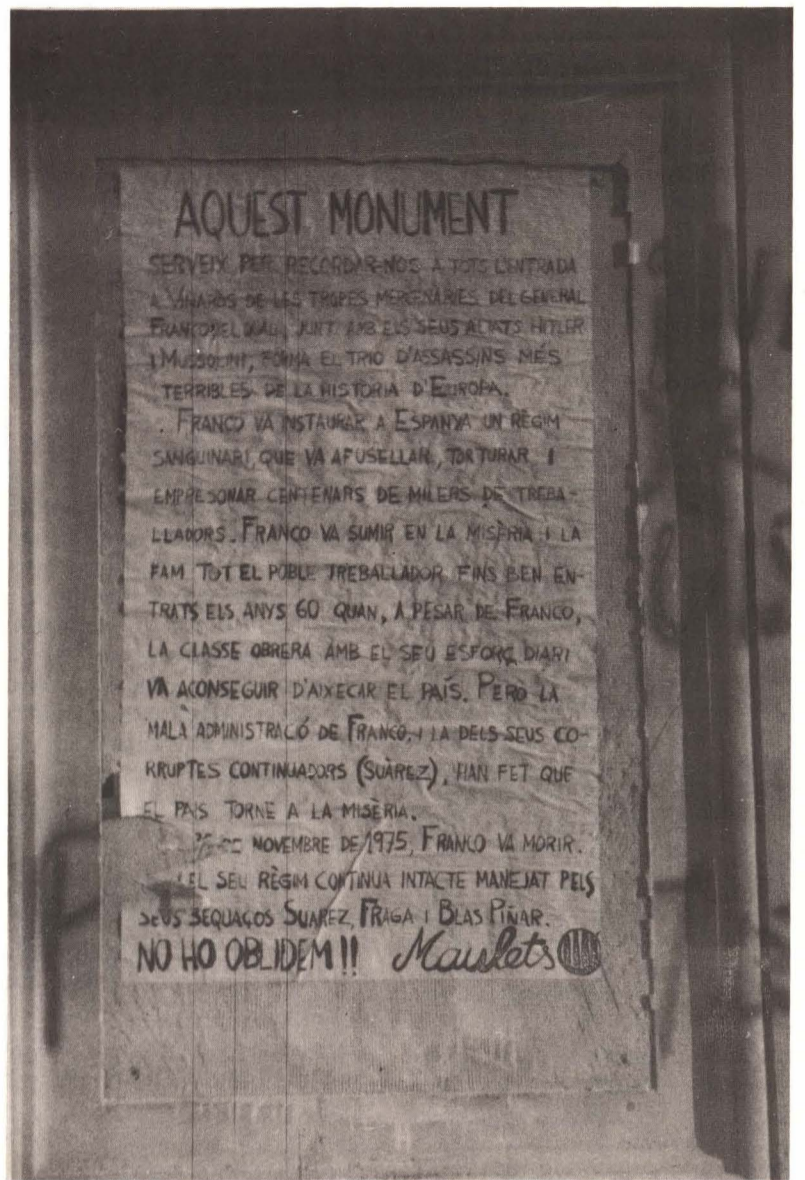 AQUEST MONUMENT
SERVEIX PER RECORDAR-NOS A TOTS L'ENTRADA
A VINARÒS DE LES TROPES MERCENÀRIES DEL GENERAL
FRANCO, EL QUAL, JUNT AMB ELS SEUS ALIATS HITLER
I MUSSOLINI, FORMA EL TRIO D'ASSASSINS MÉS
TERRIBLES DE LA HISTÒRIA D'EUROPA.
. FRANCO VA INSTAURAR A ESPANYA UN RÈGIM
SANGUINARI, QUE VA AFUSELLAR, TORTURAR I
EMPRESONAR CENTENARS DE MILERS DE TREBA-
LLADORS. FRANCO VA SUMIR EN LA MISÈRIA I LA
FAM TOT EL POBLE TREBALLADOR FINS BEN EN-
TRATS ELS ANYS 60 QUAN, A PESAR DE FRANCO,
LA CLASSE OBRERA AMB EL SEU ESFORÇ DIARI
VA ACONSEGUIR D'AIXECAR EL PAÍS. PERÒ LA
MALA ADMINISTRACÓ DE FRANCO, I LA DELS SEUS CO-
RRUPTES CONTINUADORS (SUÀREZ), HAN FET QUE
EL PAÍS TORNE A LA MISÈRIA.
DE NOVEMBRE DE 1975, FRANCO VA MORIR.
EL SEU RÈGIM CONTINUA INTACTE MANEJAT PELS
SEUS SEQUAÇOS SUAREZ, FRAGA I BLAS PIÑAR.
NO HO OBLIDEM!! Maulets